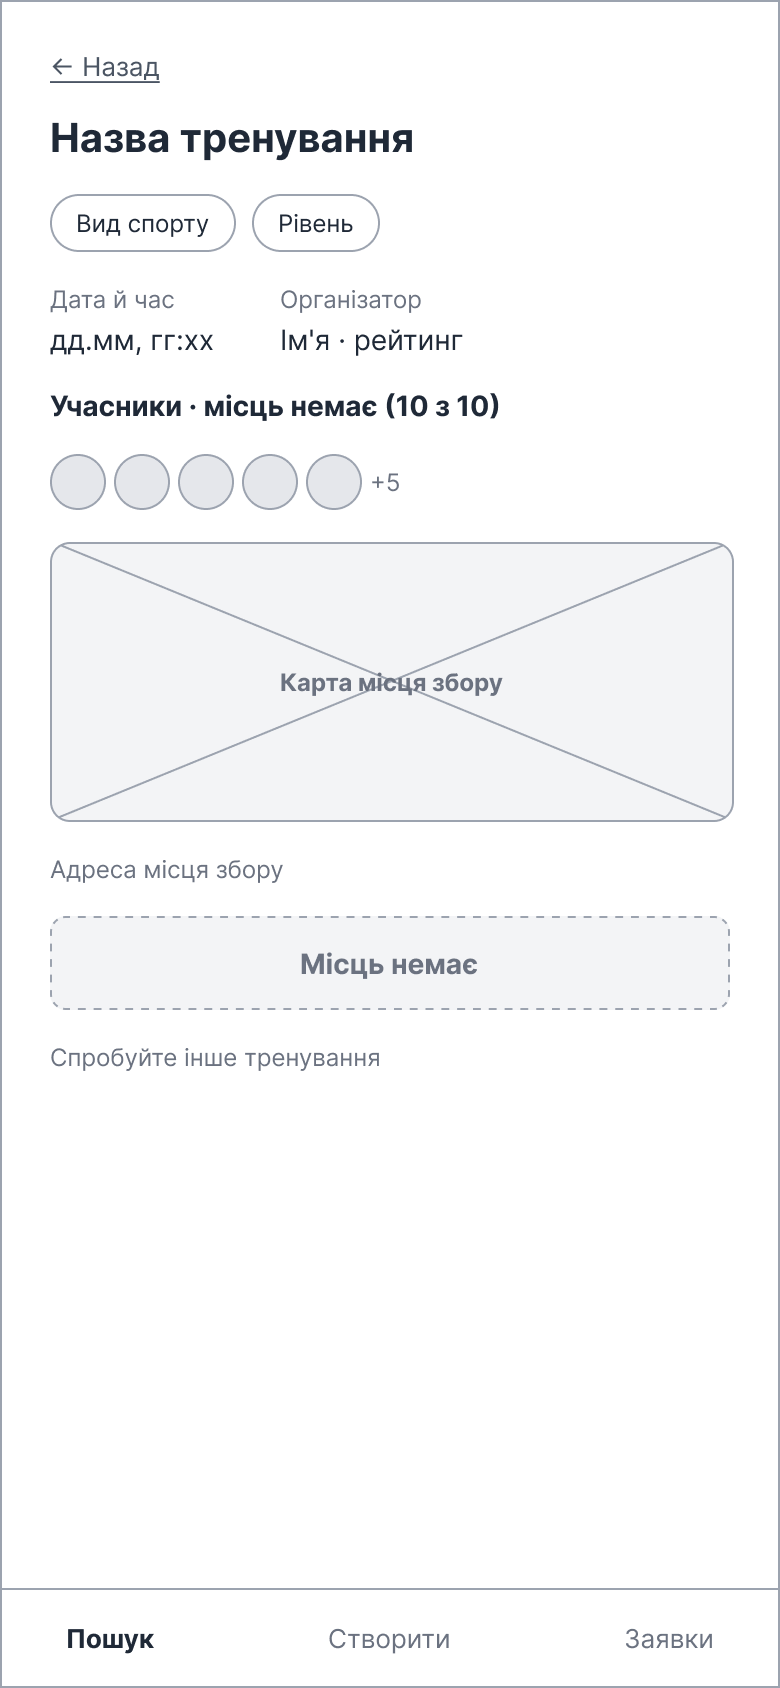 ← Назад
Назва тренування
Вид спорту Рівень
Дата й час Організатор
дд.мм, гг:хх Ім'я · рейтинг
Учасники · місць немає (10 з 10)
+5
Карта місця збору
Адреса місця збору
Місць немає
Спробуйте інше тренування
Пошук Створити Заявки